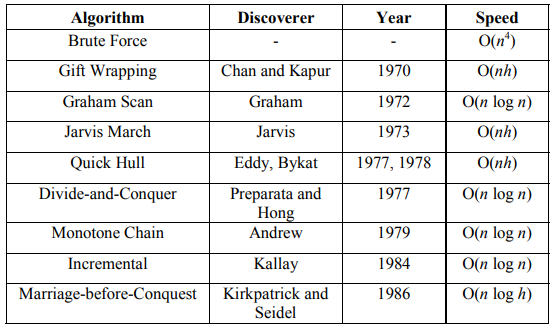 Algorithm Discoverer Year Speed
Brute Force - - O(n⁴)
Gift Wrapping Chan and Kapur 1970 O(nh)
Graham Scan Graham 1972 O(n log n)
Jarvis March Jarvis 1973 O(nh)
Quick Hull Eddy, Bykat 1977, 1978 O(nh)
Divide-and-Conquer Preparata and Hong 1977 O(n log n)
Monotone Chain Andrew 1979 O(n log n)
Incremental Kallay 1984 O(n log n)
Marriage-before-Conquest Kirkpatrick and Seidel 1986 O(n log h)